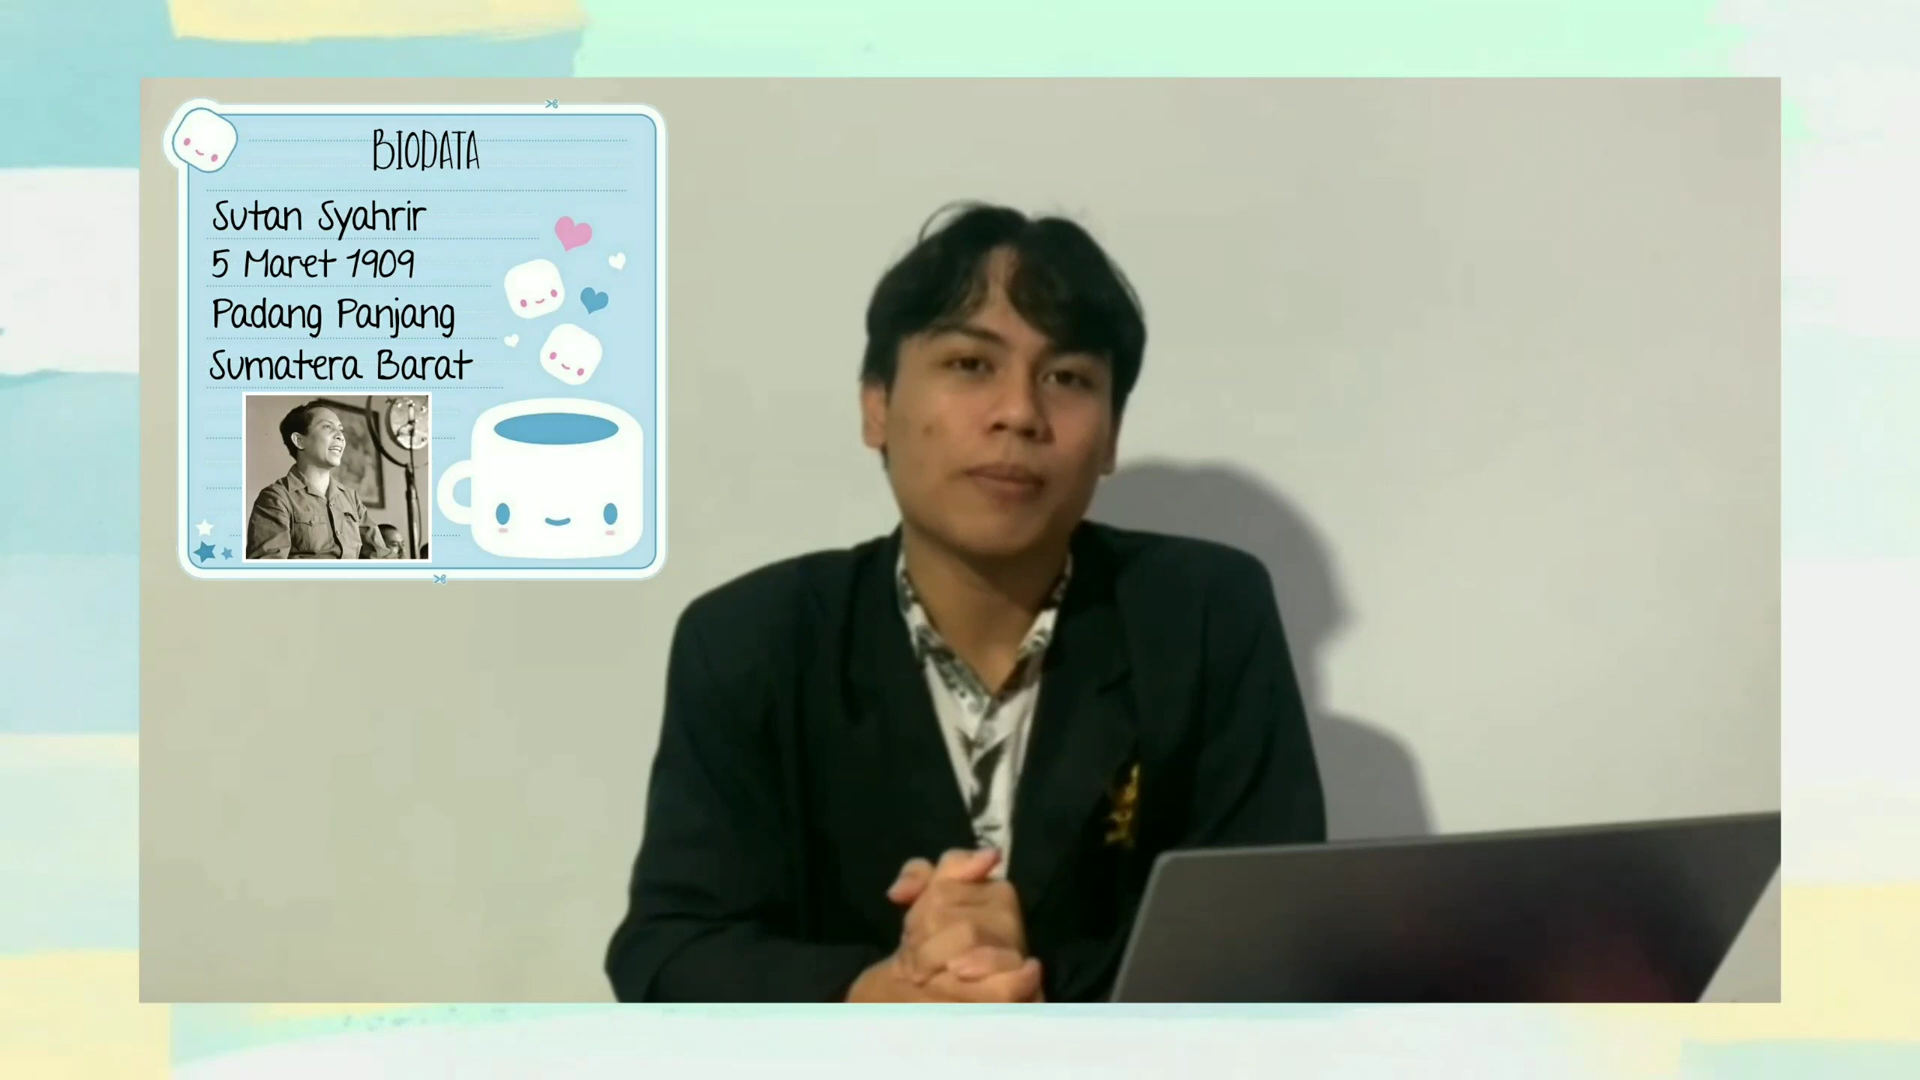 BIODATA
Sutan Syahrir
5 Maret 1909
Padang Panjang
Sumatera Barat